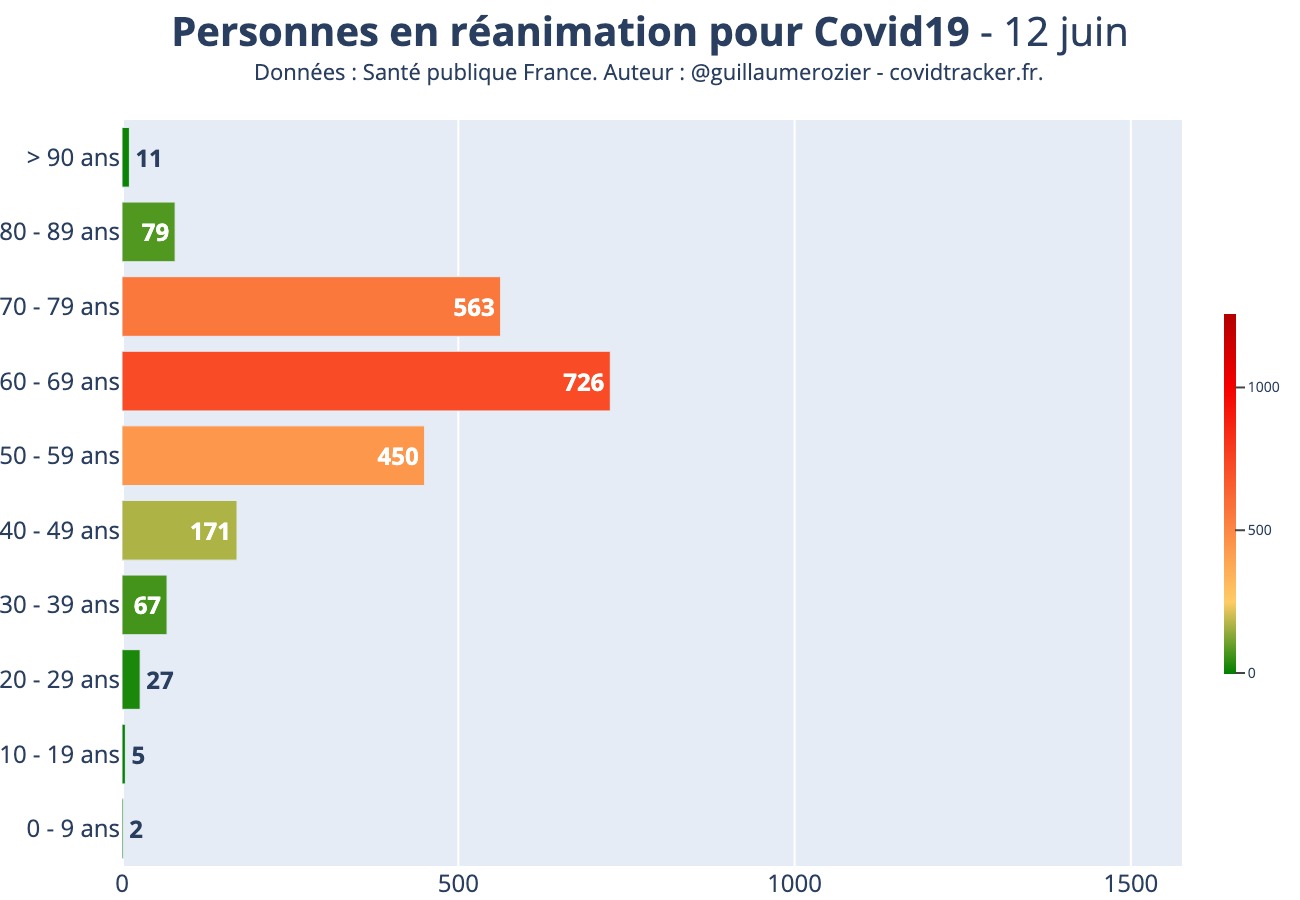 Personnes en réanimation pour Covid19 - 12 juin
Données : Santé publique France. Auteur : @guillaumerozier - covidtracker.fr.
> 90 ans 11
80 - 89 ans 79
70 - 79 ans 563
60 - 69 ans 726
50 - 59 ans 450
40 - 49 ans 171
30 - 39 ans 67
20 - 29 ans 27
10 - 19 ans 5
0 - 9 ans 2
0 500 1000 1500
1000
500
0